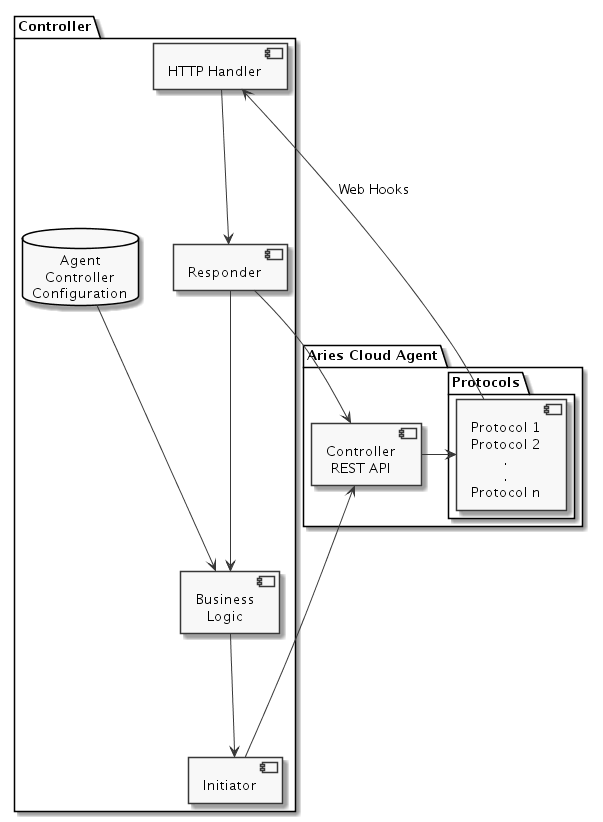 Controller
HTTP Handler
Web Hooks
Agent
Controller
Configuration
Responder
Aries Cloud Agent
Protocols
Controller
REST API
Protocol 1
Protocol 2
.
.
Protocol n
Business
Logic
Initiator